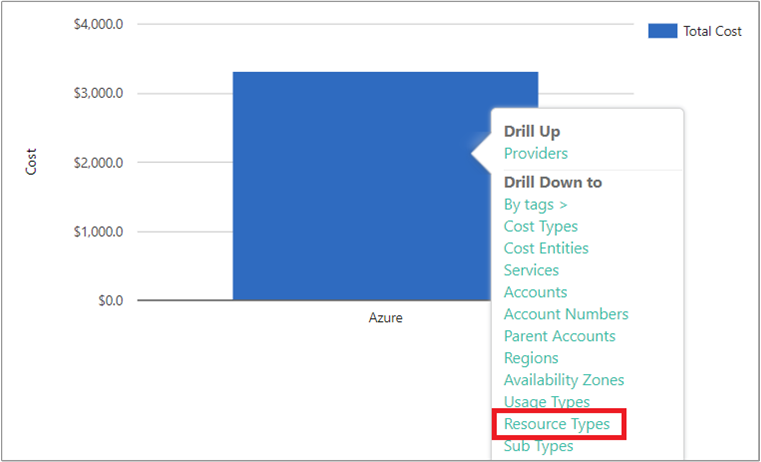 $4,000.0
Total Cost
$3,000.0
$2,000.0
$1,000.0
$0.0
Cost
Azure
Drill Up
Providers
Drill Down to
By tags >
Cost Types
Cost Entities
Services
Accounts
Account Numbers
Parent Accounts
Regions
Availability Zones
Usage Types
Resource Types
Sub Types